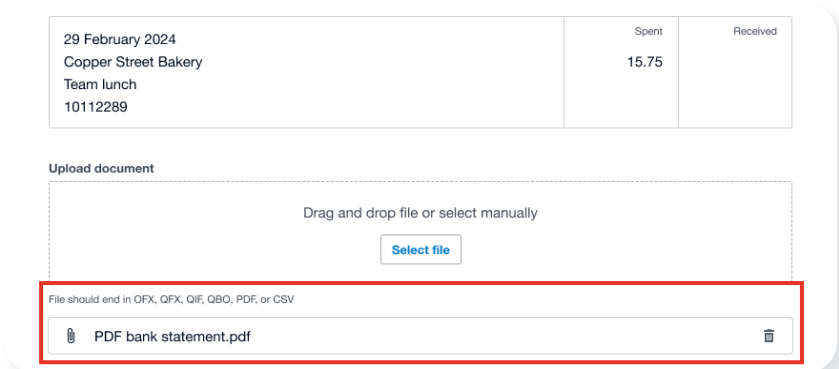 29 February 2024
Copper Street Bakery
Team lunch
10112289
Spent
15.75
Received
Upload document
Drag and drop file or select manually
Select file
File should end in OFX, QFX, QIF, QBO, PDF, or CSV
PDF bank statement.pdf